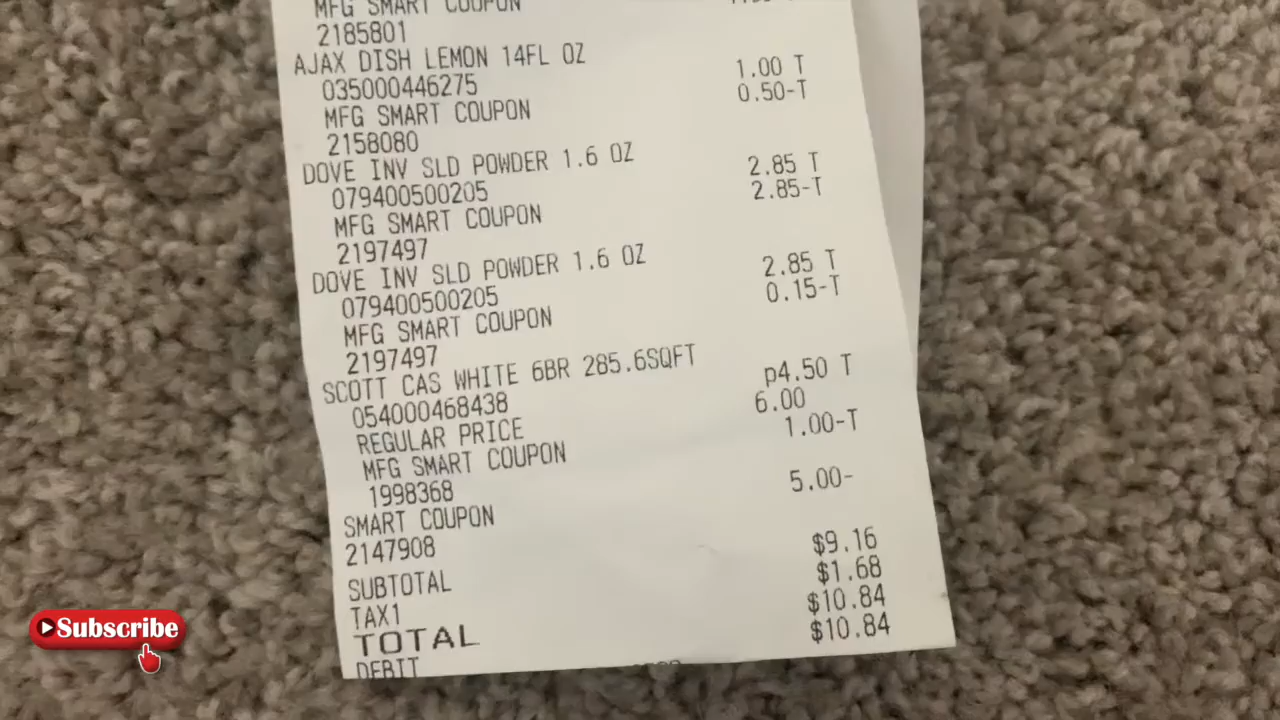 MFG SMART COUPON
2185801
AJAX DISH LEMON 14FL OZ 1.00 T
035000446275 0.50-T
MFG SMART COUPON
2158080
DOVE INV SLD POWDER 1.6 OZ 2.85 T
079400500205 2.85-T
MFG SMART COUPON
2197497
DOVE INV SLD POWDER 1.6 OZ 2.85 T
079400500205 0.15-T
MFG SMART COUPON
2197497
SCOTT CAS WHITE 6BR 285.6SQFT p4.50 T
054000468438 6.00
REGULAR PRICE 1.00-T
MFG SMART COUPON
1998368 5.00-
SMART COUPON
2147908
SUBTOTAL $9.16
TAX1 $1.68
TOTAL $10.84
DEBIT $10.84
Subscribe